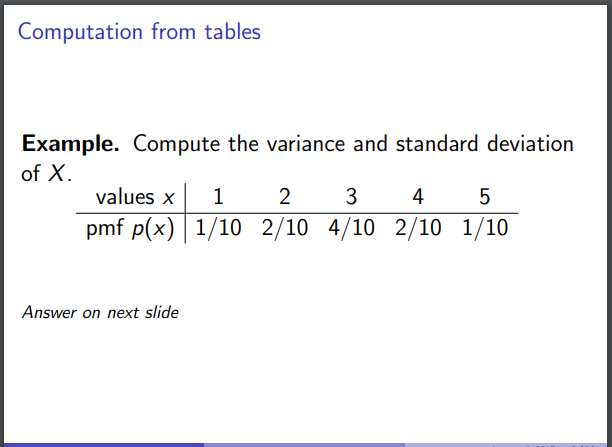 Computation from tables
Example. Compute the variance and standard deviation
of X.
values x 1 2 3 4 5
pmf p(x) 1/10 2/10 4/10 2/10 1/10
Answer on next slide